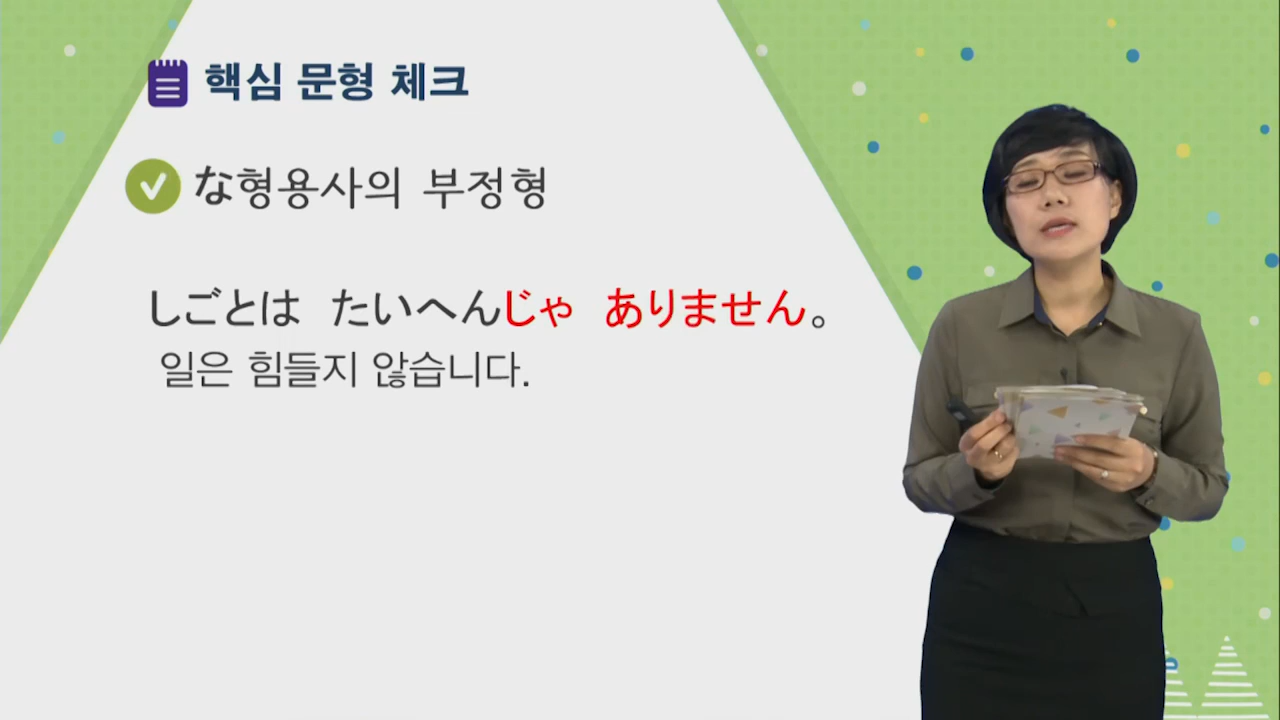 핵심 문형 체크
な형용사의 부정형
しごとは たいへんじゃ ありません。
일은 힘들지 않습니다.